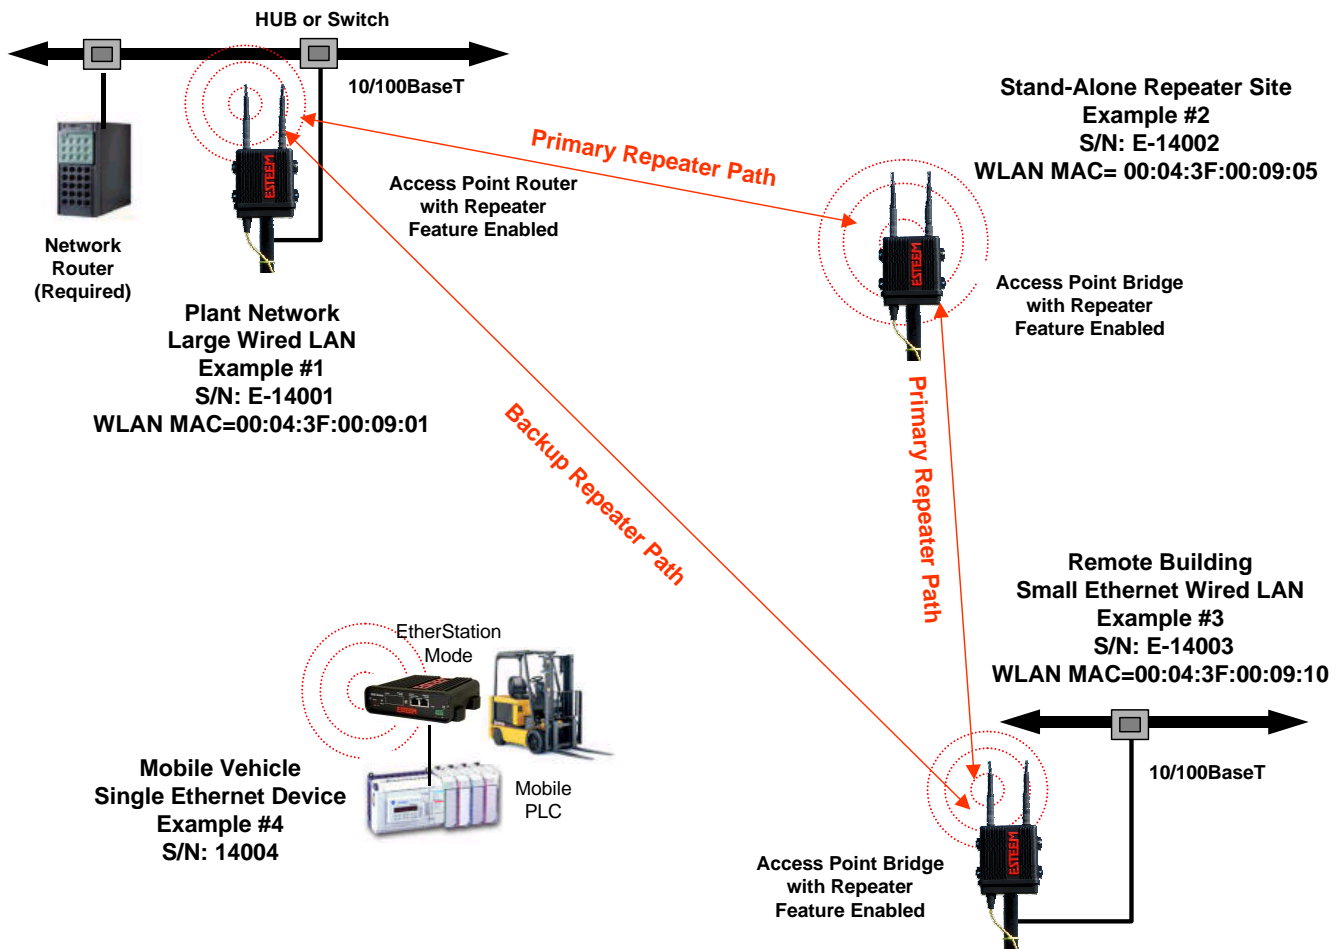 HUB or Switch
10/100BaseT
Network
Router
(Required)
ESTEEM
Access Point Router
with Repeater
Feature Enabled
Plant Network
Large Wired LAN
Example #1
S/N: E-14001
WLAN MAC=00:04:3F:00:09:01
Primary Repeater Path
Stand-Alone Repeater Site
Example #2
S/N: E-14002
WLAN MAC= 00:04:3F:00:09:05
ESTEEM
Access Point Bridge
with Repeater
Feature Enabled
Primary Repeater Path
Backup Repeater Path
Remote Building
Small Ethernet Wired LAN
Example #3
S/N: E-14003
WLAN MAC=00:04:3F:00:09:10
10/100BaseT
ESTEEM
Access Point Bridge
with Repeater
Feature Enabled
EtherStation
Mode
ESTEEM
Mobile
PLC
Mobile Vehicle
Single Ethernet Device
Example #4
S/N: 14004